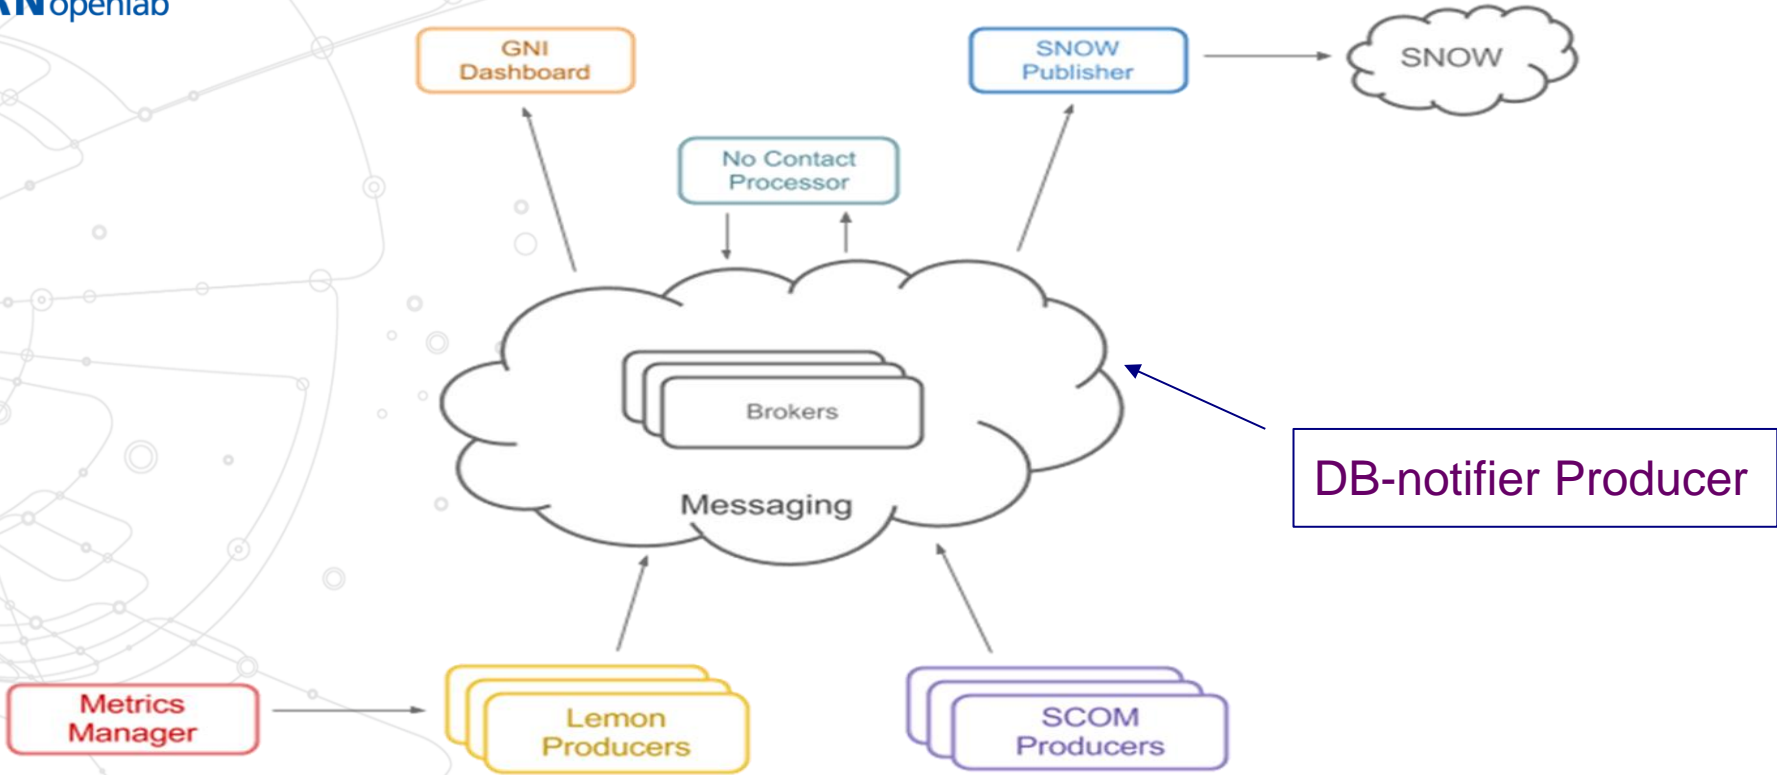 openlab
GNI
Dashboard
SNOW
Publisher
SNOW
No Contact
Processor
Brokers
Messaging
DB-notifier Producer
Metrics
Manager
Lemon
Producers
SCOM
Producers